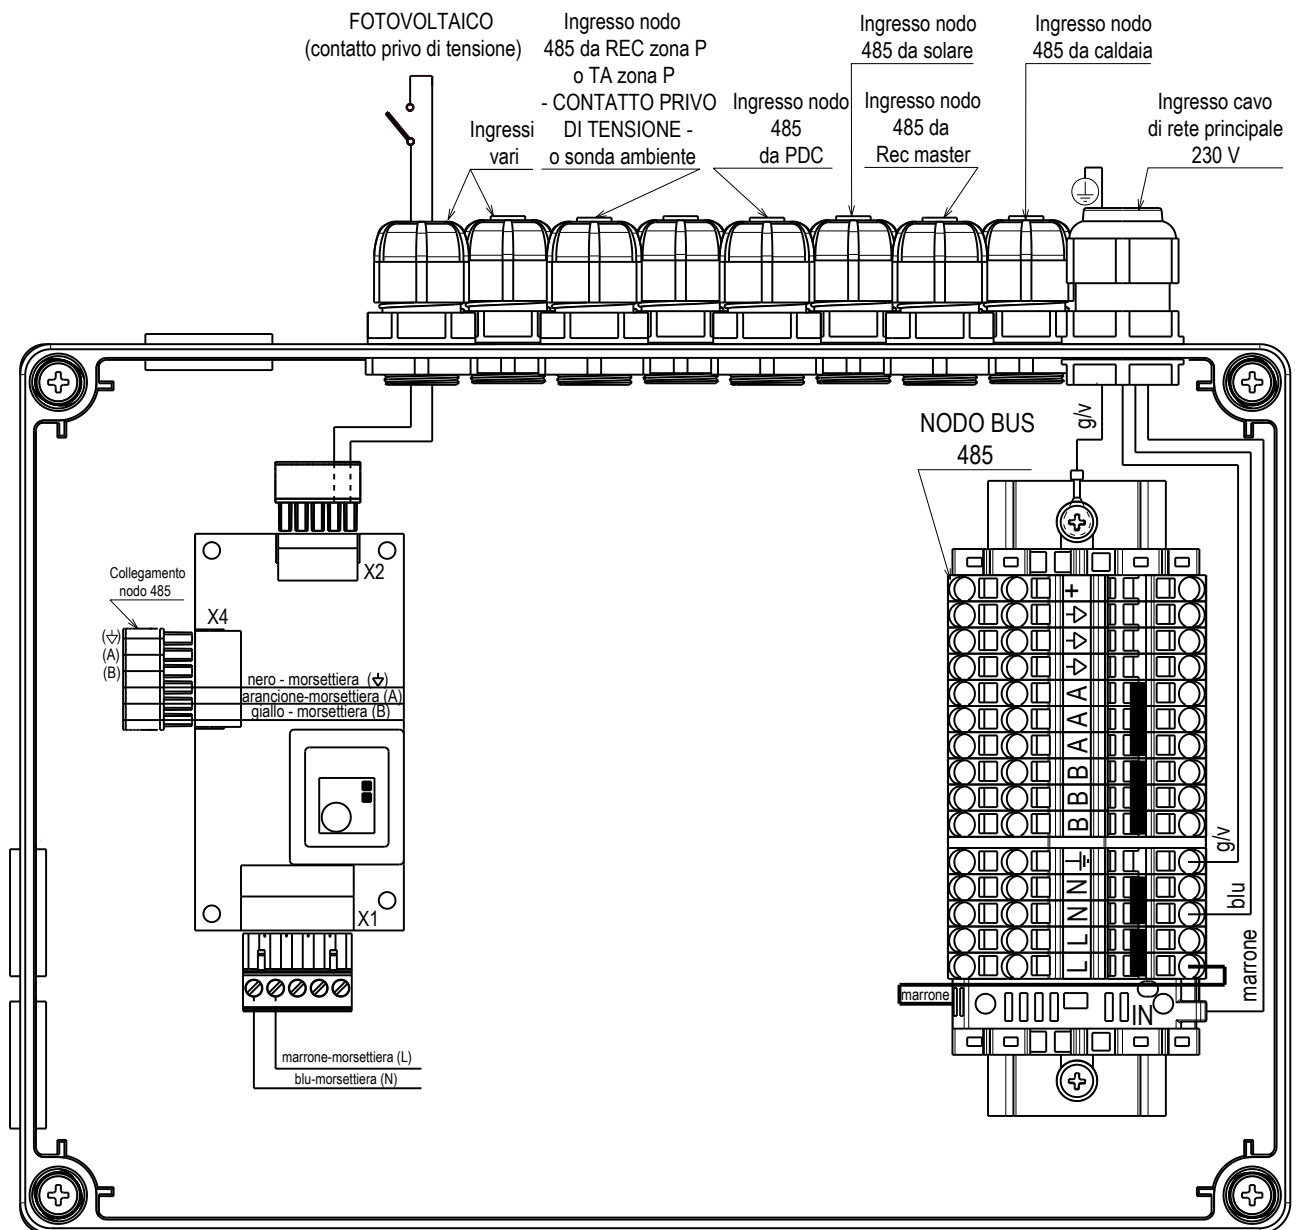 FOTOVOLTAICO
(contatto privo di tensione)
Ingresso nodo
485 da REC zona P
o TA zona P
- CONTATTO PRIVO
DI TENSIONE -
o sonda ambiente
Ingressi
vari
Ingresso nodo
485
da PDC
Ingresso nodo
485 da solare
Ingresso nodo
485 da
Rec master
Ingresso nodo
485 da caldaia
Ingresso cavo
di rete principale
230 V
g/v
NODO BUS
485
X2
Collegamento
nodo 485
X4
(A)
(B)
nero - morsettiera
arancione-morsettiera (A)
giallo - morsettiera (B)
X1
marrone-morsettiera (L)
blu-morsettiera (N)
+
A
A
A
B
B
B
N
N
L
L
g/v
blu
marrone
marrone
IN